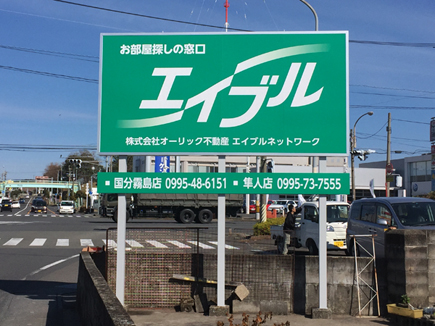 お部屋探しの窓口
エイブル
株式会社オーリック不動産 エイブルネットワーク
■国分霧島店 0995-48-6151 ■隼人店 0995-73-7555